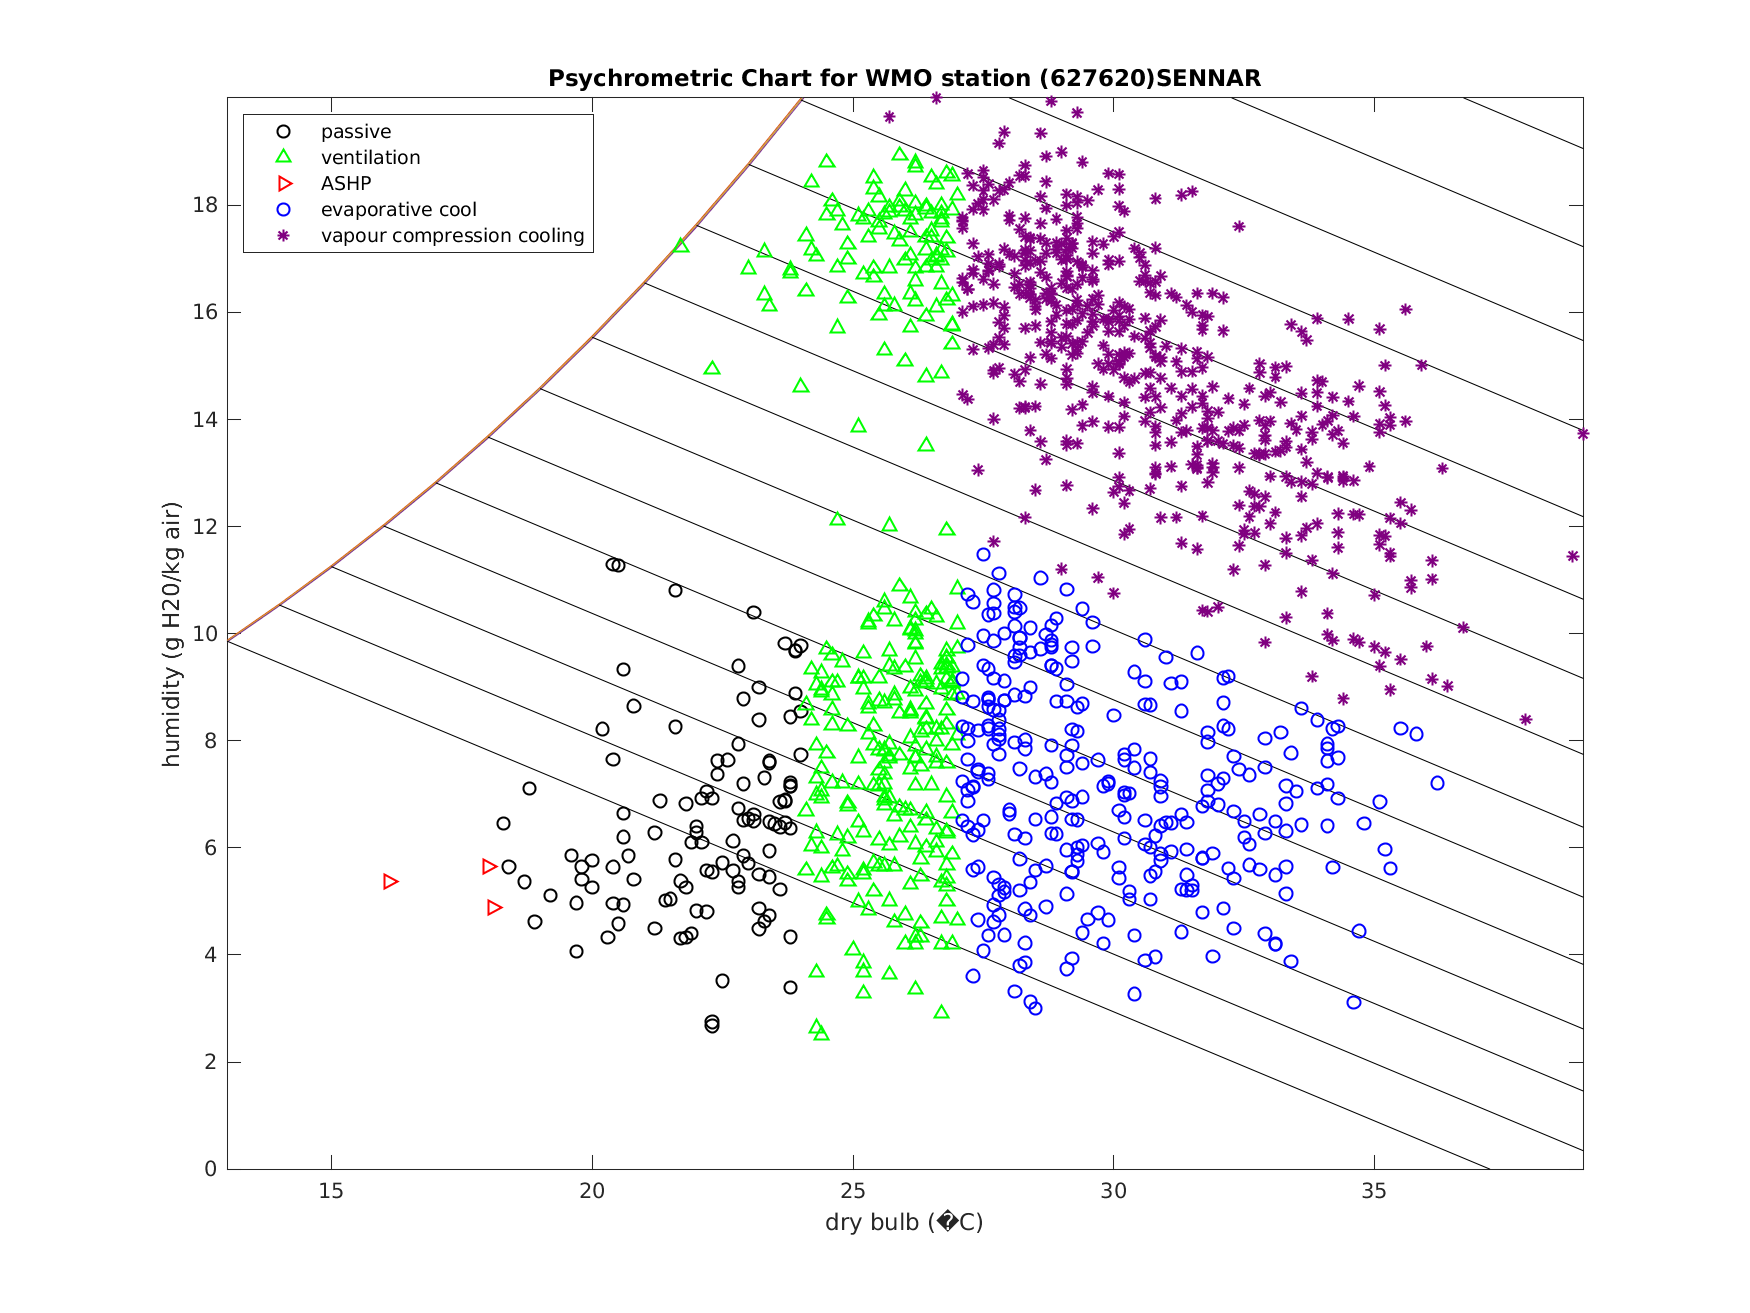 Psychrometric Chart for WMO station (627620)SENNAR
passive
ventilation
ASHP
evaporative cool
vapour compression cooling
humidity (g H20/kg air)
18
16
14
12
10
8
6
4
2
0
15 20 25 30 35
dry bulb (�C)